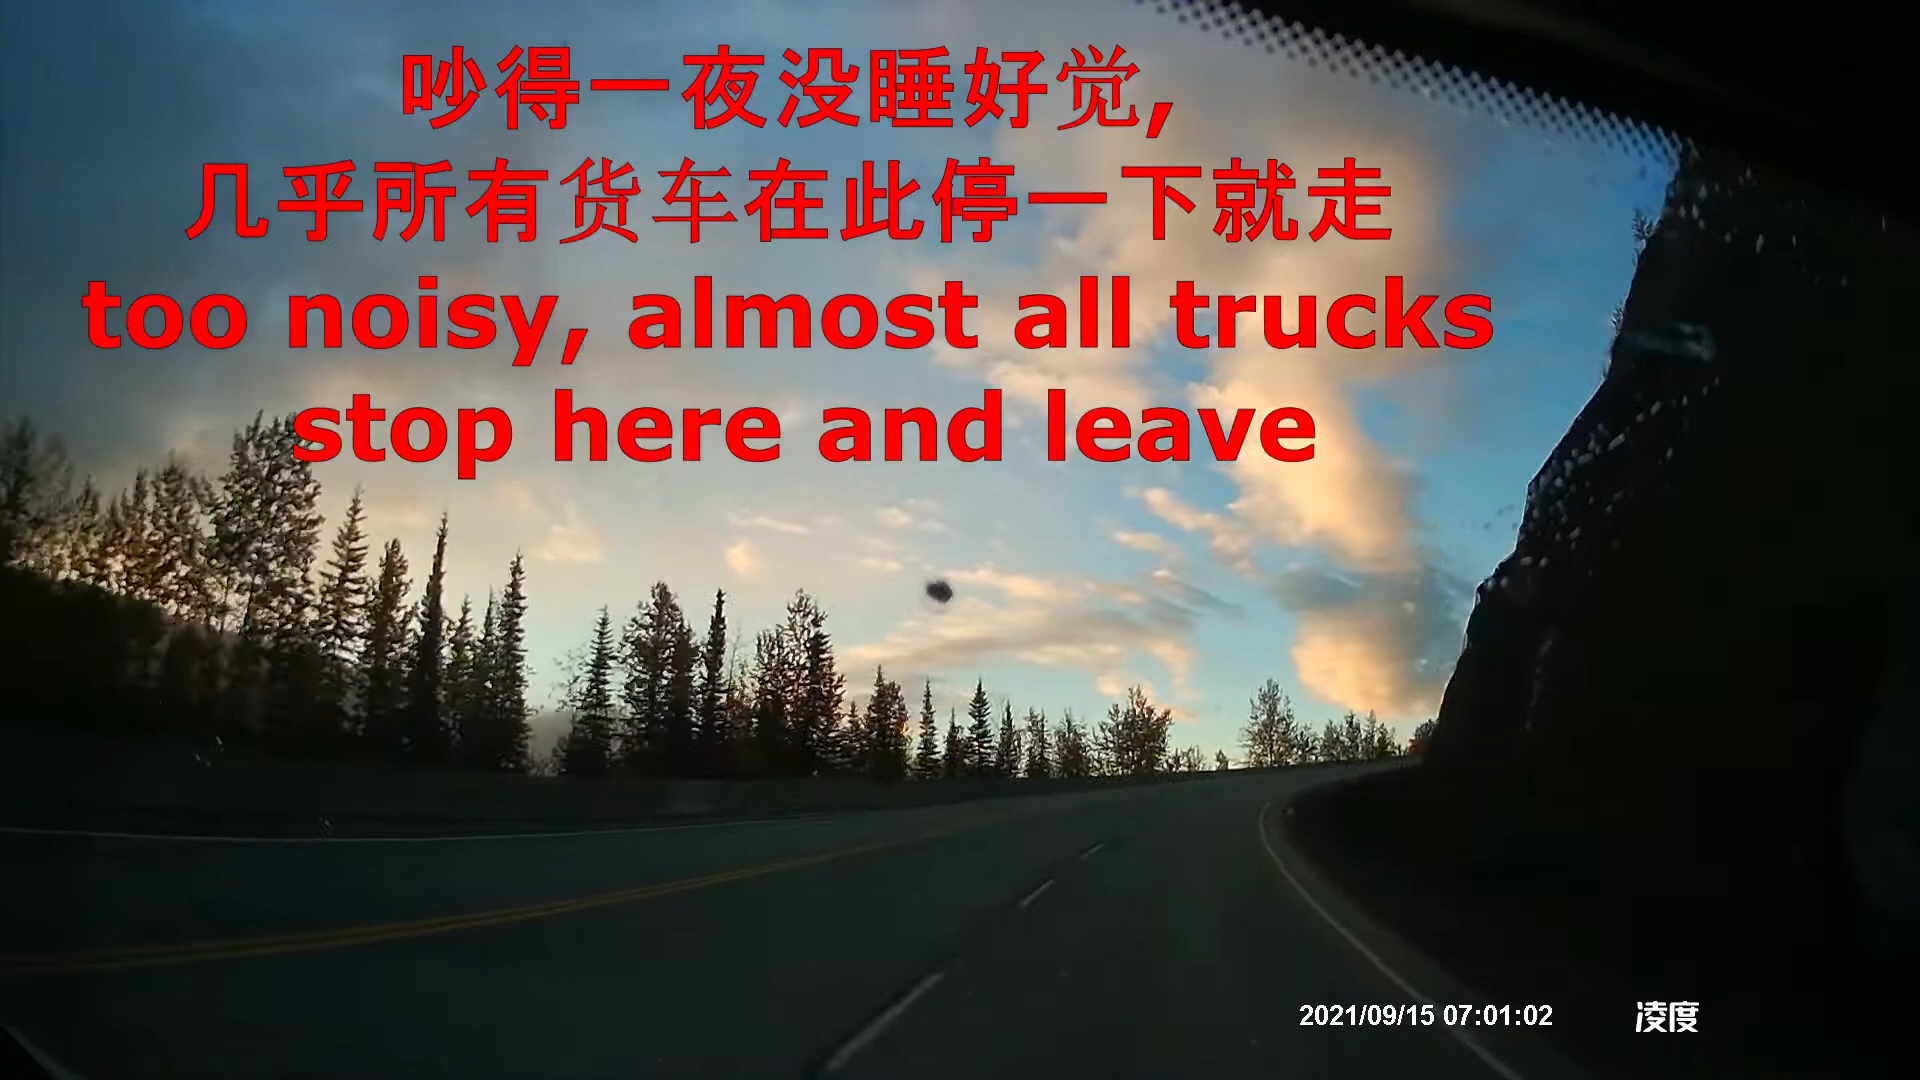 吵得一夜没睡好觉,
几乎所有货车在此停一下就走
too noisy, almost all trucks
stop here and leave
2021/09/15 07:01:02 凌度